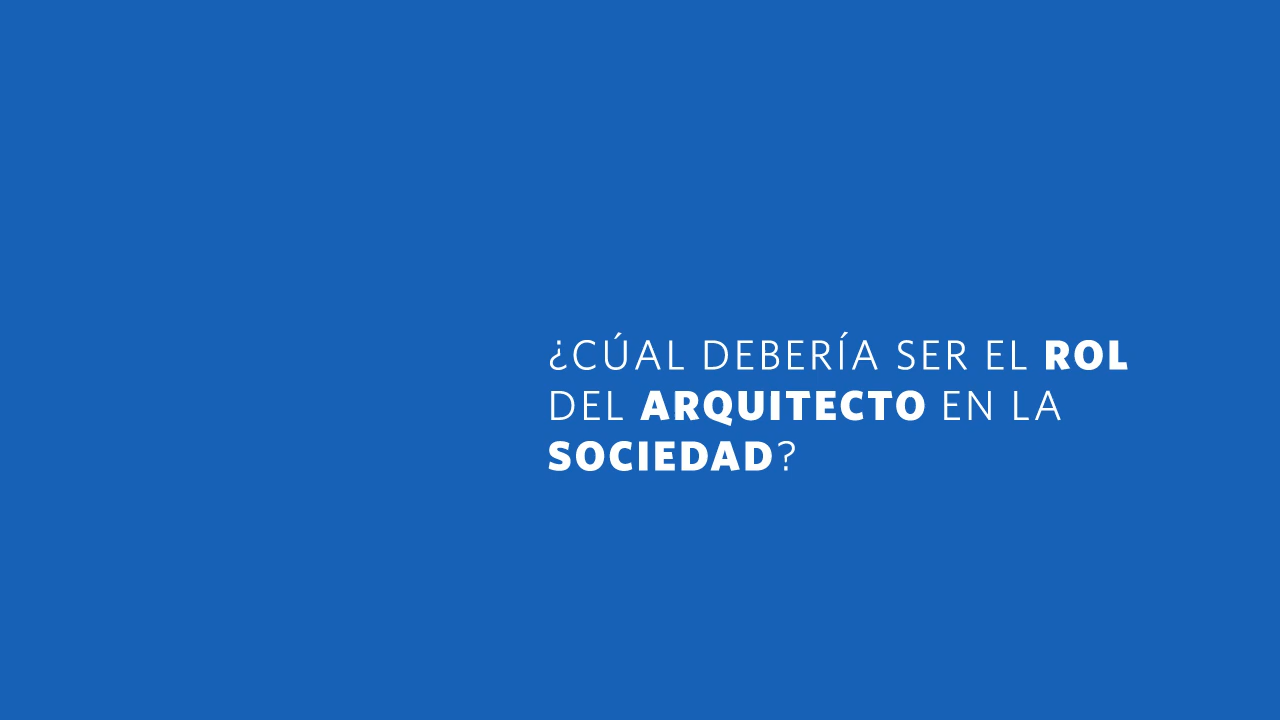 ¿CÚAL DEBERÍA SER EL ROL
DEL ARQUITECTO EN LA
SOCIEDAD?